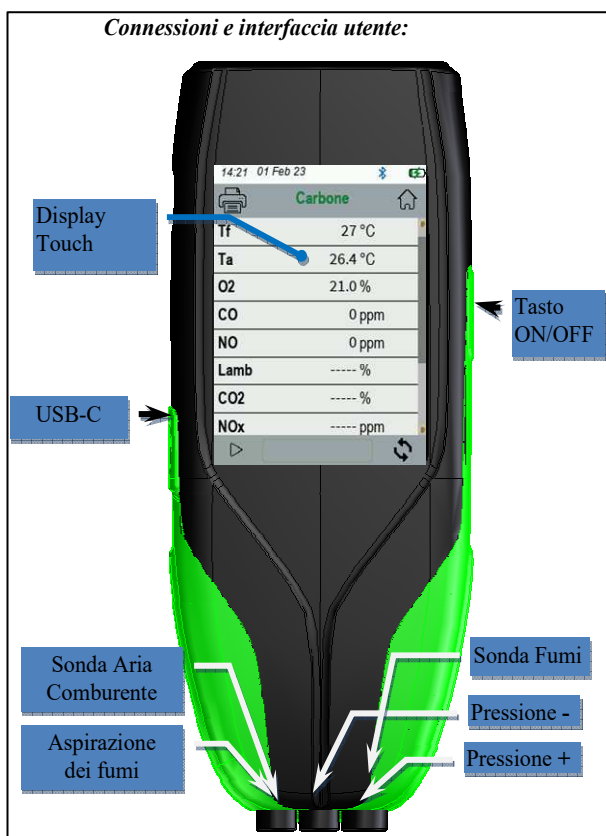 Connessioni e interfaccia utente:
14:21 01 Feb 23
Carbone
Tf 27 °C
Ta 26.4 °C
O2 21.0 %
CO 0 ppm
NO 0 ppm
Lamb ----- %
CO2 ----- %
NOx ----- ppm
Display
Touch
Tasto
ON/OFF
USB-C
Sonda Aria
Comburente
Sonda Fumi
Aspirazione
dei fumi
Pressione -
Pressione +